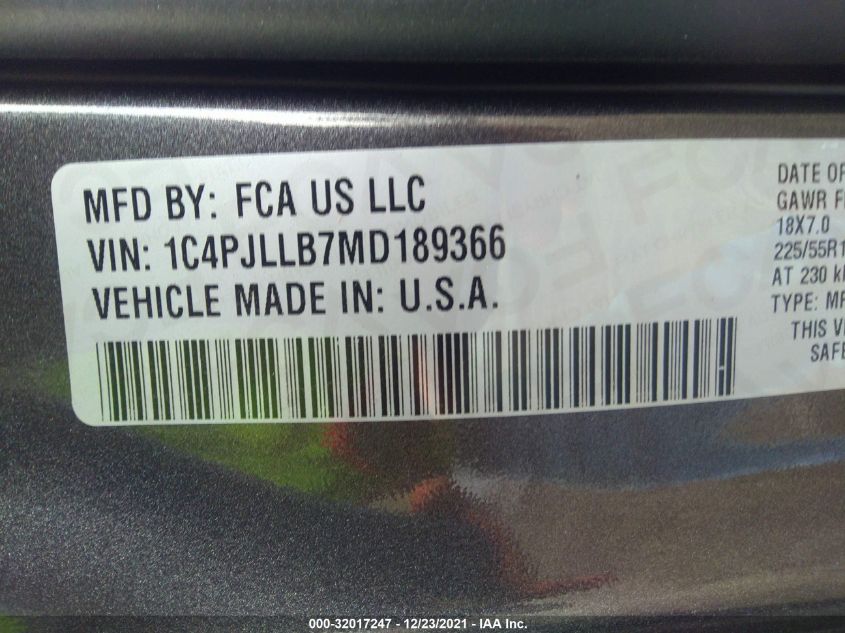 MFD BY: FCA US LLC
VIN: 1C4PJLLB7MD189366
VEHICLE MADE IN: U.S.A.
DATE OF
GAWR
18X7.0
225/55R1
AT 230
TYPE:
THIS
SAFE
000-32017247 - 12/23/2021 - IAA Inc.